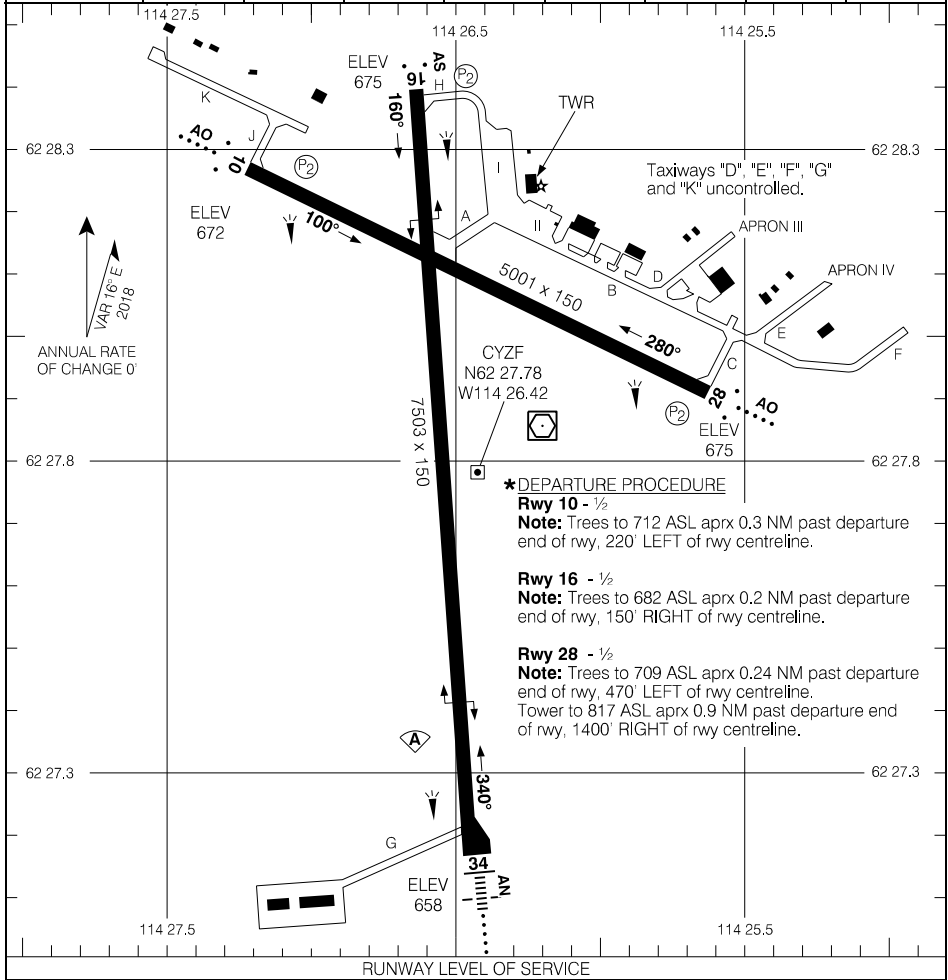 114 27.5
114 26.5
114 25.5
ELEV
675
AS
16
H
P2
160°
K
J
AO
10
P2
TWR
62 28.3
62 28.3
I
Taxiways "D", "E", "F", "G"
and "K" uncontrolled.
ELEV
672
100°
A
II
APRON III
VAR 16° E
2018
5001 x 150
B
D
APRON IV
ANNUAL RATE
OF CHANGE 0'
280°
E
C
F
CYZF
N62 27.78
W114 26.42
28
AO
P2
ELEV
675
7503 x 150
62 27.8
62 27.8
*DEPARTURE PROCEDURE
Rwy 10 - ½
Note: Trees to 712 ASL aprx 0.3 NM past departure
end of rwy, 220' LEFT of rwy centreline.
Rwy 16 - ½
Note: Trees to 682 ASL aprx 0.2 NM past departure
end of rwy, 150' RIGHT of rwy centreline.
Rwy 28 - ½
Note: Trees to 709 ASL aprx 0.24 NM past departure
end of rwy, 470' LEFT of rwy centreline.
Tower to 817 ASL aprx 0.9 NM past departure end
of rwy, 1400' RIGHT of rwy centreline.
A
62 27.3
62 27.3
340°
G
34
AN
ELEV
658
114 27.5
114 25.5
RUNWAY LEVEL OF SERVICE